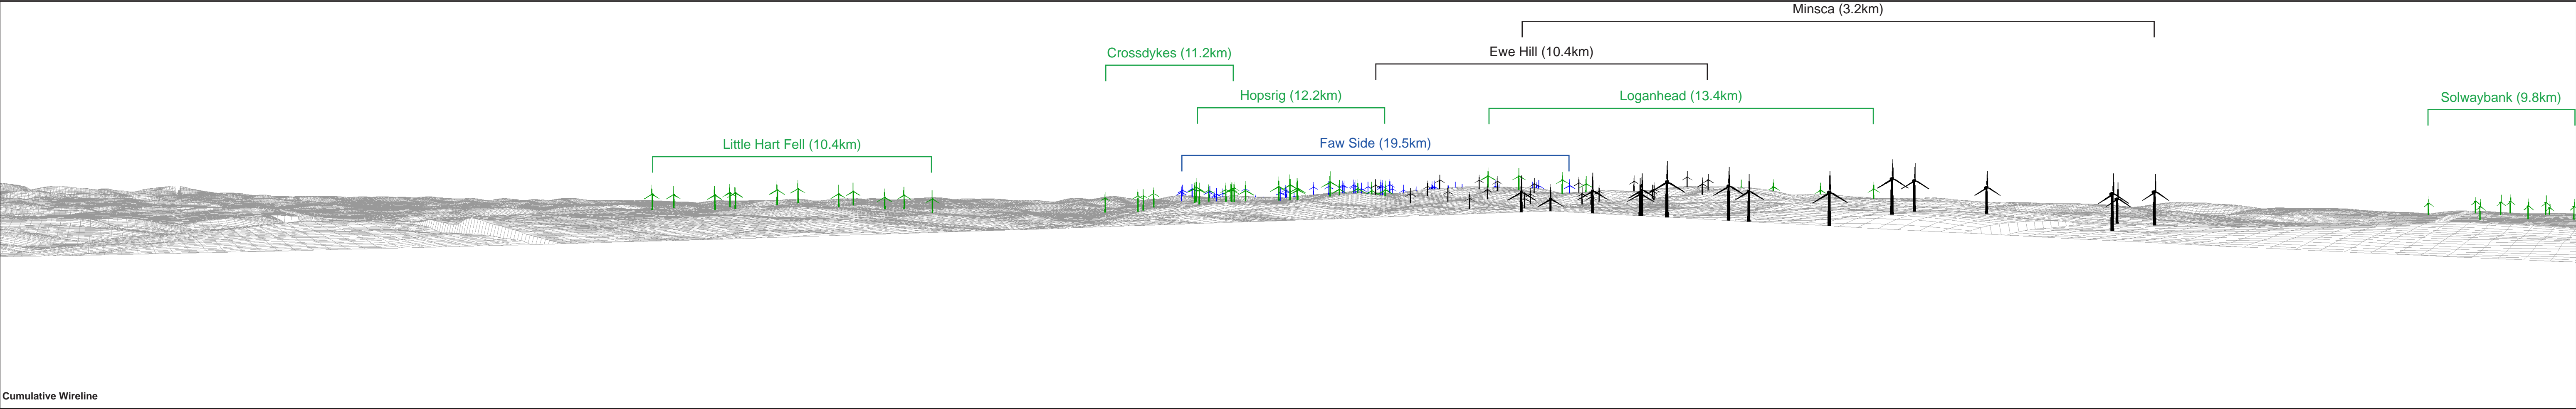 Minsca (3.2km)
Ewe Hill (10.4km)
Crossdykes (11.2km)
Hopsrig (12.2km)
Loganhead (13.4km)
Solwaybank (9.8km)
Little Hart Fell (10.4km)
Faw Side (19.5km)
Cumulative Wireline